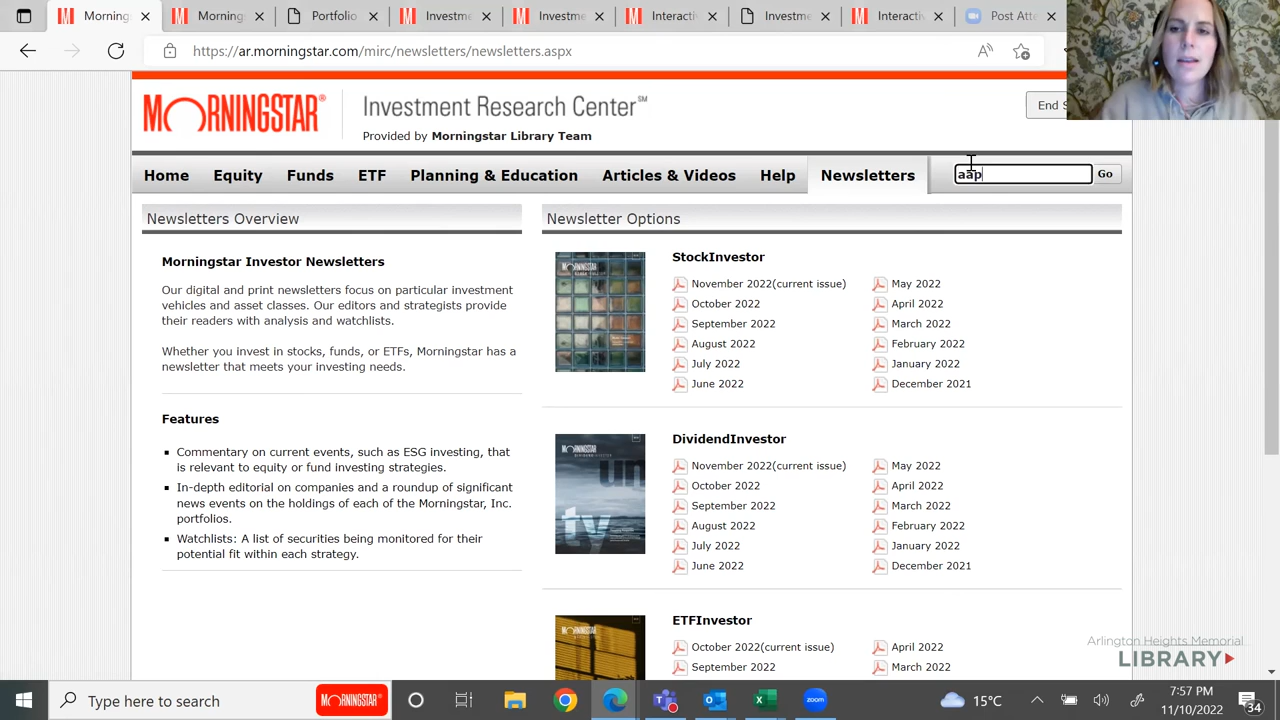 Morning
Morning
Portfolio
Investme
Investme
Interactiv
Investme
Interactiv
Post Atte
https://ar.morningstar.com/mirc/newsletters/newsletters.aspx
MORNINGSTAR® Investment Research Center℠
End S
Provided by Morningstar Library Team
Home Equity Funds ETF Planning & Education Articles & Videos Help Newsletters aap Go
Newsletters Overview
Morningstar Investor Newsletters
Our digital and print newsletters focus on particular investment
vehicles and asset classes. Our editors and strategists provide
their readers with analysis and watchlists.
Whether you invest in stocks, funds, or ETFs, Morningstar has a
newsletter that meets your investing needs.
Features
Commentary on current events, such as ESG investing, that
is relevant to equity or fund investing strategies.
In-depth editorial on companies and a roundup of significant
news events on the holdings of each of the Morningstar, Inc.
portfolios.
Watchlists: A list of securities being monitored for their
potential fit within each strategy.
Newsletter Options
StockInvestor
November 2022(current issue) May 2022
October 2022 April 2022
September 2022 March 2022
August 2022 February 2022
July 2022 January 2022
June 2022 December 2021
DividendInvestor
November 2022(current issue) May 2022
October 2022 April 2022
September 2022 March 2022
August 2022 February 2022
July 2022 January 2022
June 2022 December 2021
ETFInvestor
October 2022(current issue) April 2022
September 2022 March 2022
Arlington Heights Memorial
LIBRARY
Type here to search
MORNINGSTAR
zoom
15°C
7:57 PM
11/10/2022
34